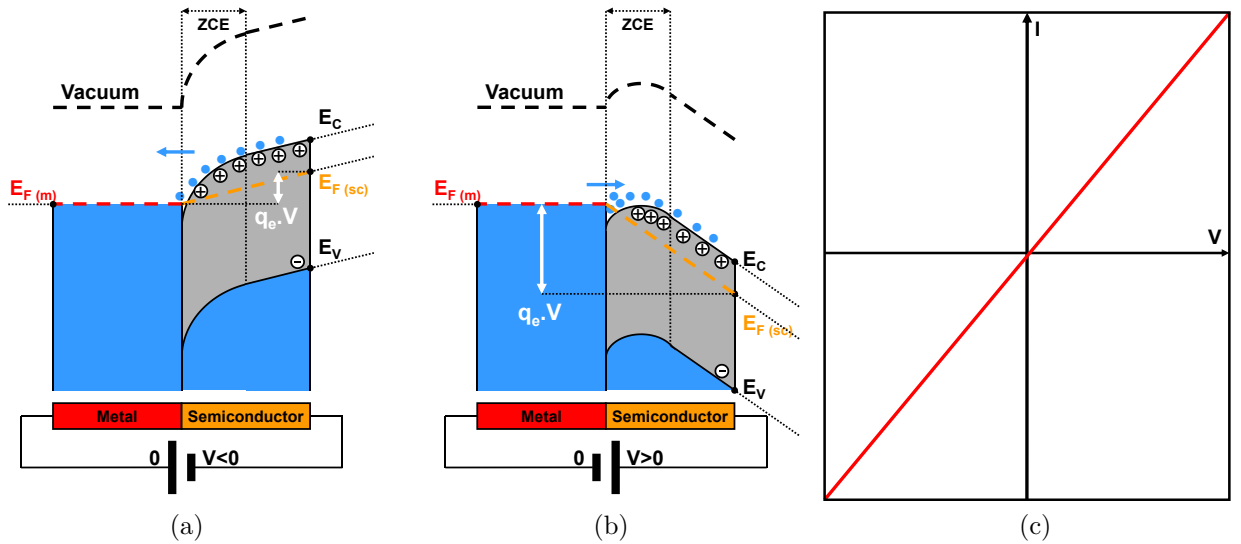 ZCE
Vacuum
E_C
E_F (m)
E_F (sc)
q_e.V
E_V
Metal
Semiconductor
0
V<0
(a)
ZCE
Vacuum
E_F (m)
E_C
q_e.V
E_F (sc)
E_V
Metal
Semiconductor
0
V>0
(b)
I
V
(c)